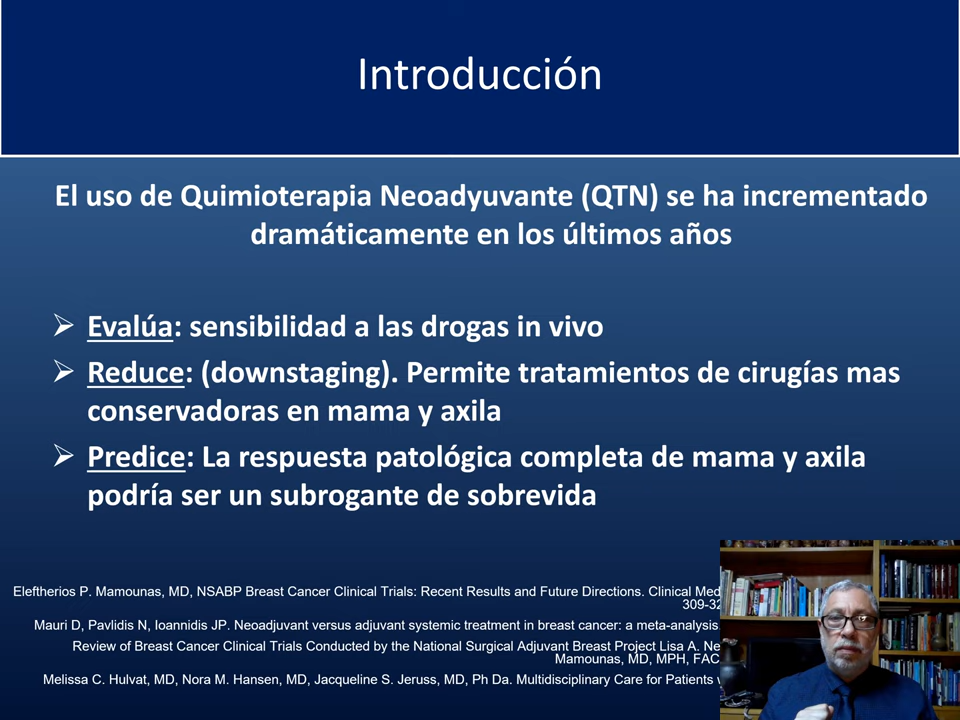 Introducción
El uso de Quimioterapia Neoadyuvante (QTN) se ha incrementado
dramáticamente en los últimos años
➢ Evalúa: sensibilidad a las drogas in vivo
➢ Reduce: (downstaging). Permite tratamientos de cirugías mas
conservadoras en mama y axila
➢ Predice: La respuesta patológica completa de mama y axila
podría ser un subrogante de sobrevida
Eleftherios P. Mamounas, MD, NSABP Breast Cancer Clinical Trials: Recent Results and Future Directions. Clinical Med
309-32
Mauri D, Pavlidis N, Ioannidis JP. Neoadjuvant versus adjuvant systemic treatment in breast cancer: a meta-analysis.
Review of Breast Cancer Clinical Trials Conducted by the National Surgical Adjuvant Breast Project Lisa A. Ne
Mamounas, MD, MPH, FAC
Melissa C. Hulvat, MD, Nora M. Hansen, MD, Jacqueline S. Jeruss, MD, Ph Da. Multidisciplinary Care for Patients